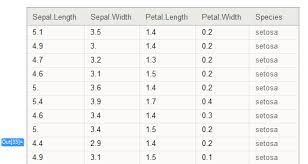 Sepal.Length Sepal.Width Petal.Length Petal.Width Species
5.1 3.5 1.4 0.2 setosa
4.9 3. 1.4 0.2 setosa
4.7 3.2 1.3 0.2 setosa
4.6 3.1 1.5 0.2 setosa
5. 3.6 1.4 0.2 setosa
5.4 3.9 1.7 0.4 setosa
4.6 3.4 1.4 0.3 setosa
5. 3.4 1.5 0.2 setosa
Out[35]= 4.4 2.9 1.4 0.2 setosa
4.9 3.1 1.5 0.1 setosa